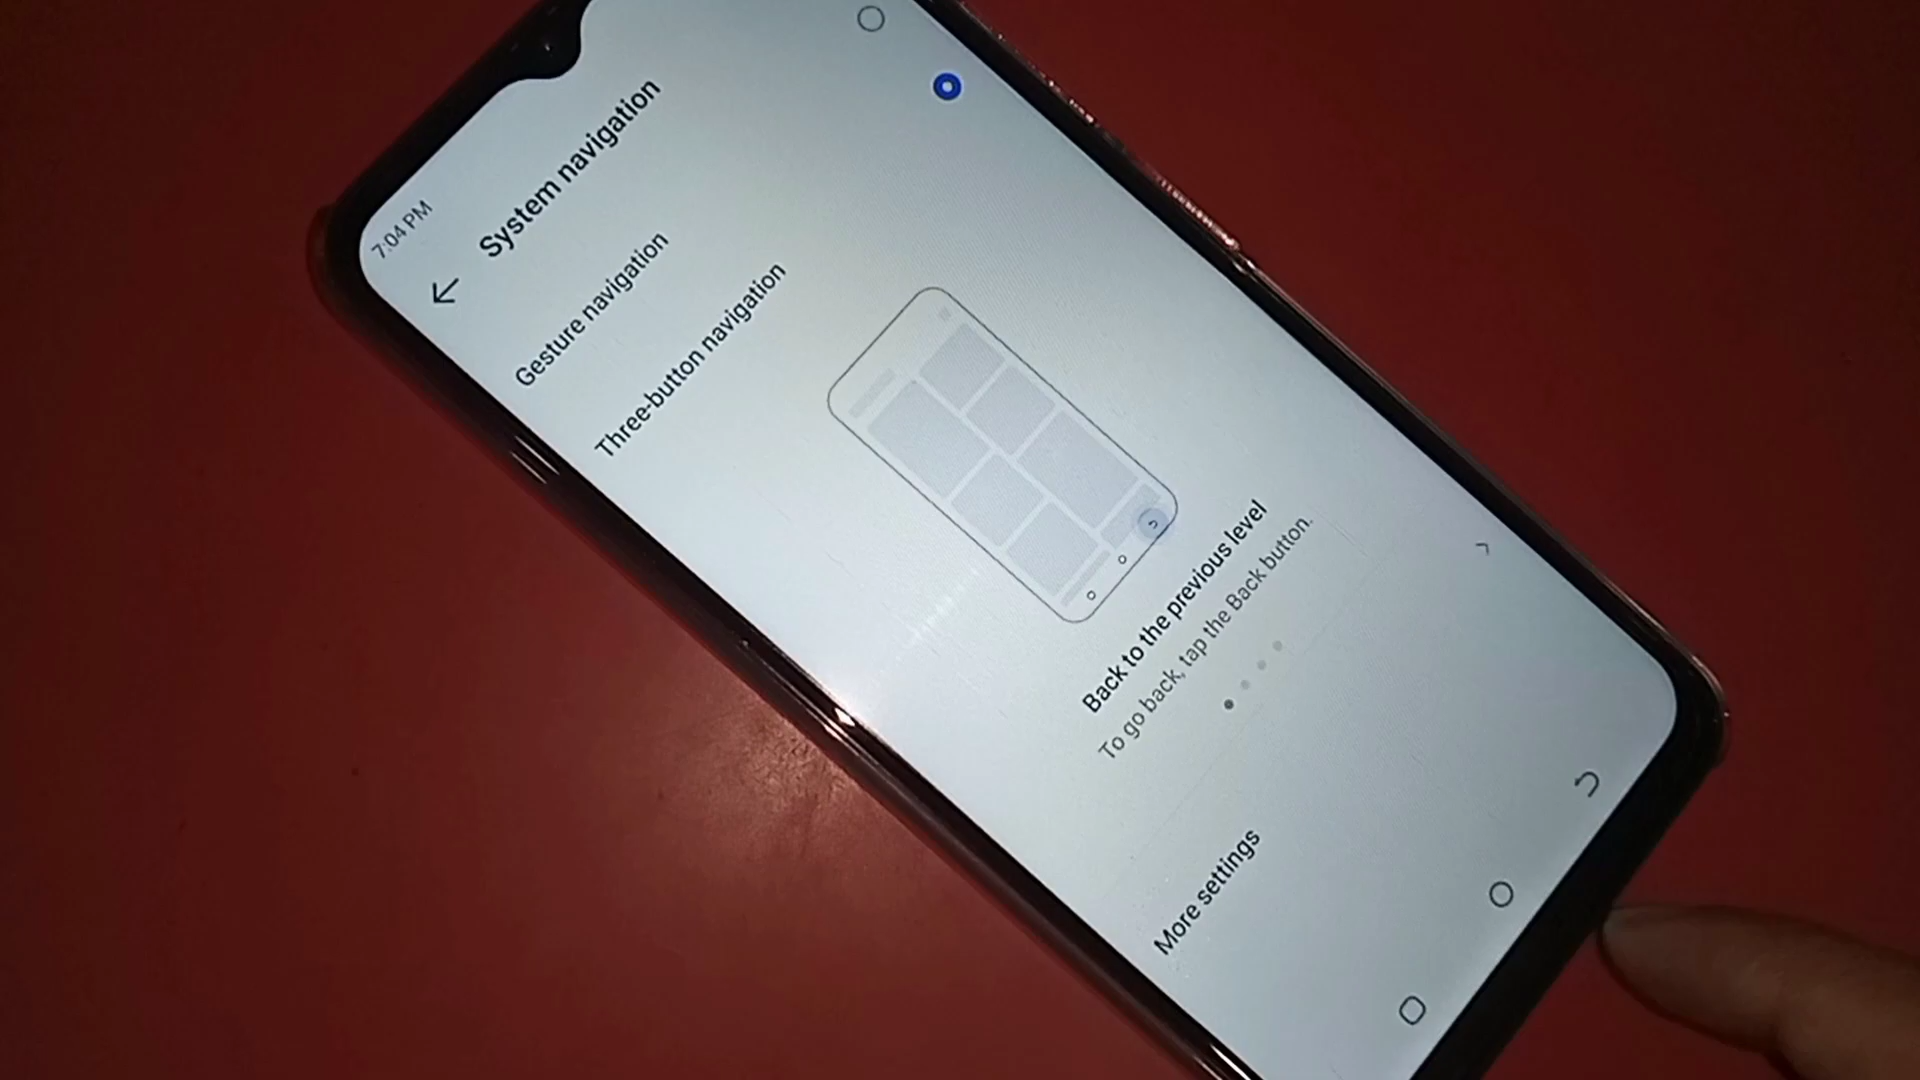 7:04 PM
System navigation
Gesture navigation
Three-button navigation
Back to the previous level
To go back, tap the Back button.
More settings